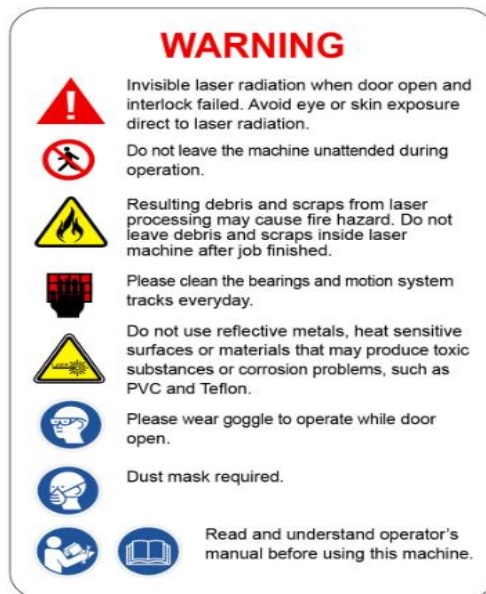 WARNING
Invisible laser radiation when door open and
interlock failed. Avoid eye or skin exposure
direct to laser radiation.
Do not leave the machine unattended during
operation.
Resulting debris and scraps from laser
processing may cause fire hazard. Do not
leave debris and scraps inside laser
machine after job finished.
Please clean the bearings and motion system
tracks everyday.
Do not use reflective metals, heat sensitive
surfaces or materials that may produce toxic
substances or corrosion problems, such as
PVC and Teflon.
Please wear goggle to operate while door
open.
Dust mask required.
Read and understand operator's
manual before using this machine.